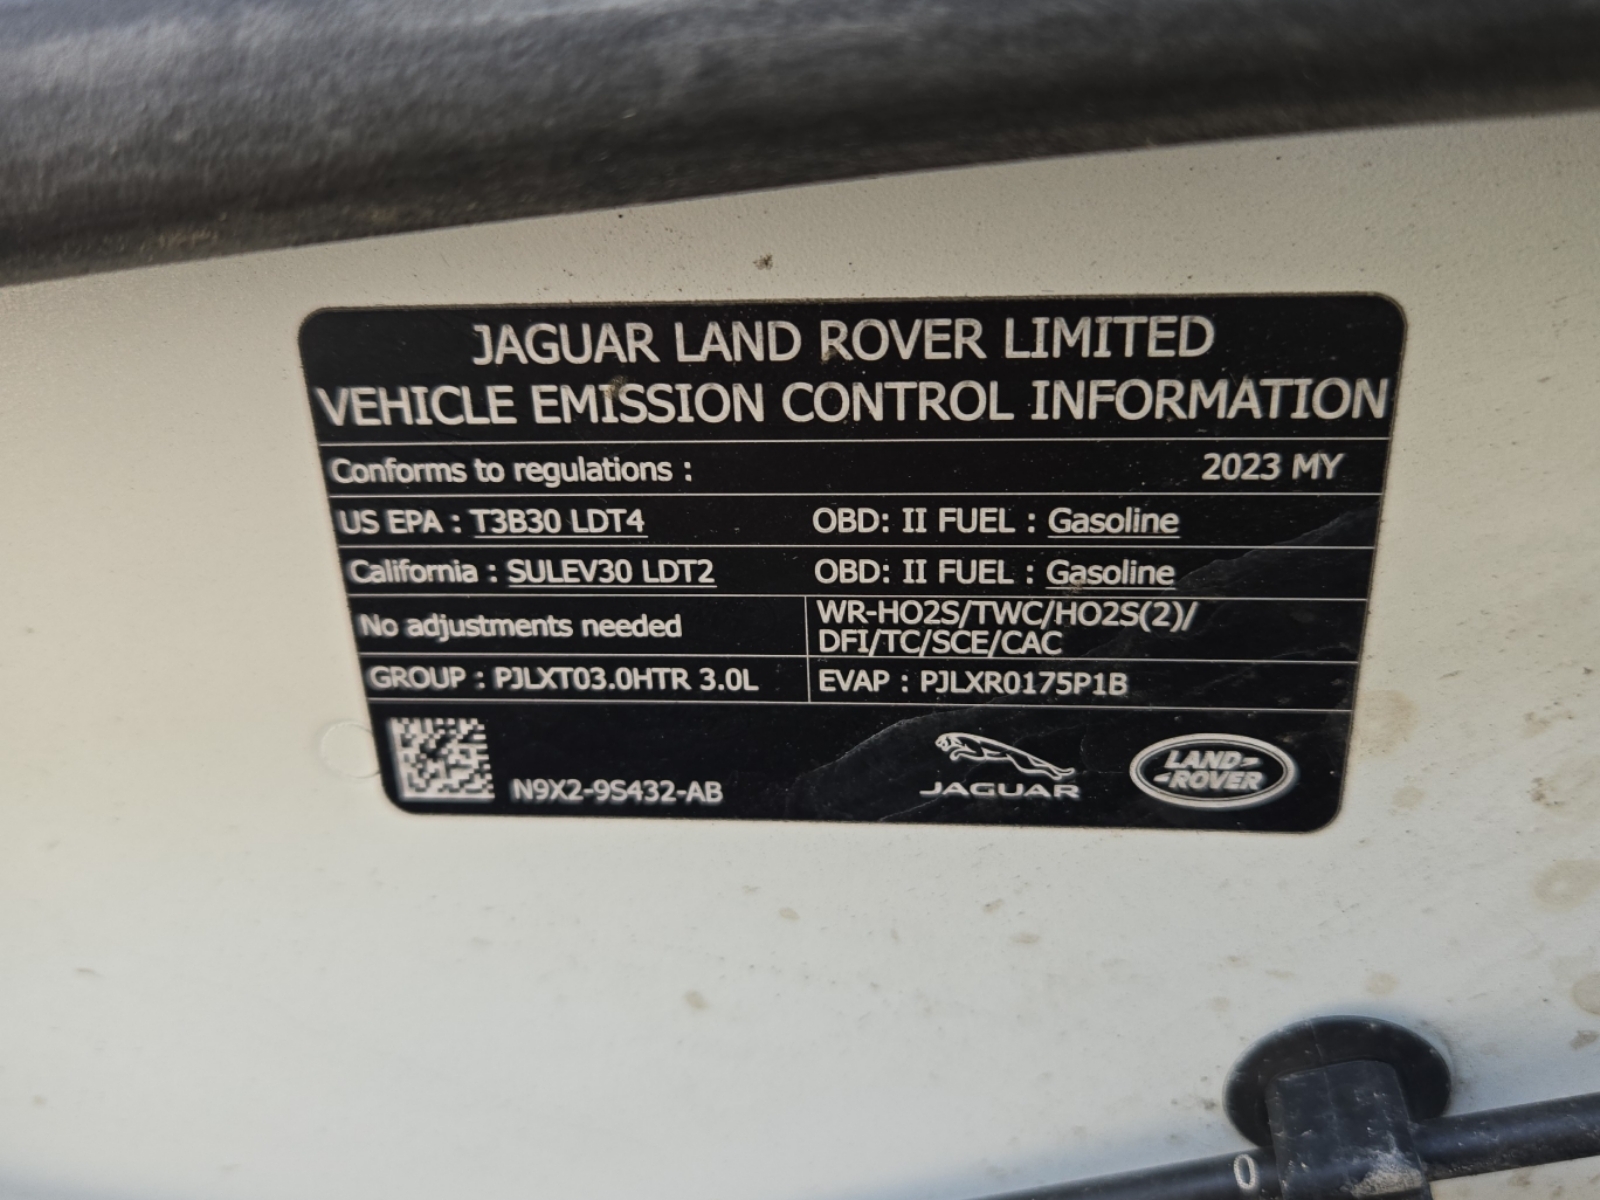 JAGUAR LAND ROVER LIMITED
VEHICLE EMISSION CONTROL INFORMATION
Conforms to regulations : 2023 MY
US EPA : T3B30 LDT4 OBD: II FUEL : Gasoline
California : SULEV30 LDT2 OBD: II FUEL : Gasoline
No adjustments needed
WR-HO2S/TWC/HO2S(2)/
DFI/TC/SCE/CAC
GROUP : PJLXT03.0HTR 3.0L EVAP : PJLXR0175P1B
N9X2-9S432-AB
JAGUAR
LAND
ROVER
0